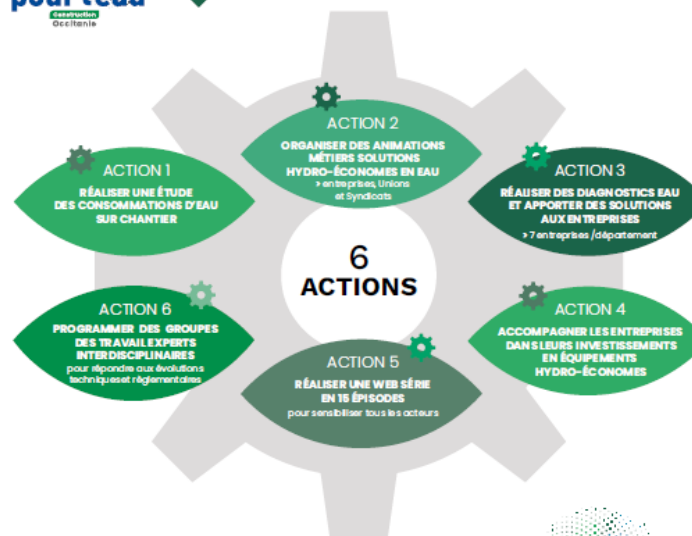 pour l'eau
Construction
Occitanie
ACTION 1
RÉALISER UNE ÉTUDE
DES CONSOMMATIONS D'EAU
SUR CHANTIER
ACTION 2
ORGANISER DES ANIMATIONS
MÉTIERS SOLUTIONS
HYDRO-ÉCONOMES EN EAU
> entreprises, Unions
et Syndicats
ACTION 3
RÉALISER DES DIAGNOSTICS EAU
ET APPORTER DES SOLUTIONS
AUX ENTREPRISES
> 7 entreprises /département
6
ACTIONS
ACTION 6
PROGRAMMER DES GROUPES
DES TRAVAIL EXPERTS
INTERDISCIPLINAIRES
pour répondre aux évolutions
techniques et réglementaires
ACTION 5
RÉALISER UNE WEB SÉRIE
EN 15 ÉPISODES
pour sensibiliser tous les acteurs
ACTION 4
ACCOMPAGNER LES ENTREPRISES
DANS LEURS INVESTISSEMENTS
EN ÉQUIPEMENTS
HYDRO-ÉCONOMES